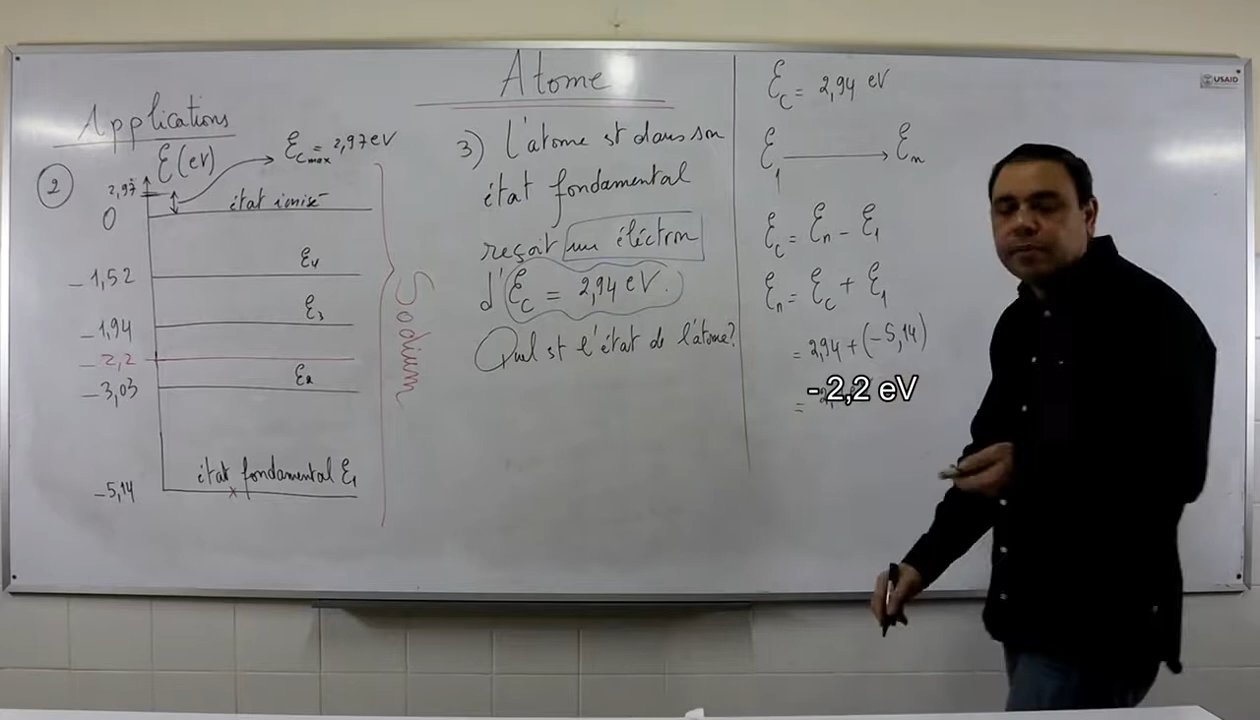 Atome
Applications
2
E(eV)
E_Cmax = 2,97 eV
2,97
0
état ionisé
-1,52
E4
-1,94
E3
-2,2
-3,03
E2
-5,14
état fondamental E1
Sodium
3) L'atome st dans son
état fondamental
reçoit un éléctron
d'E_C = 2,94 eV.
Quel st l'état de l'atome?
E_C = 2,94 eV
E1 → En
E_C = En - E1
En = E_C + E1
= 2,94 + (-5,14)
= - 2,2 eV
USAID